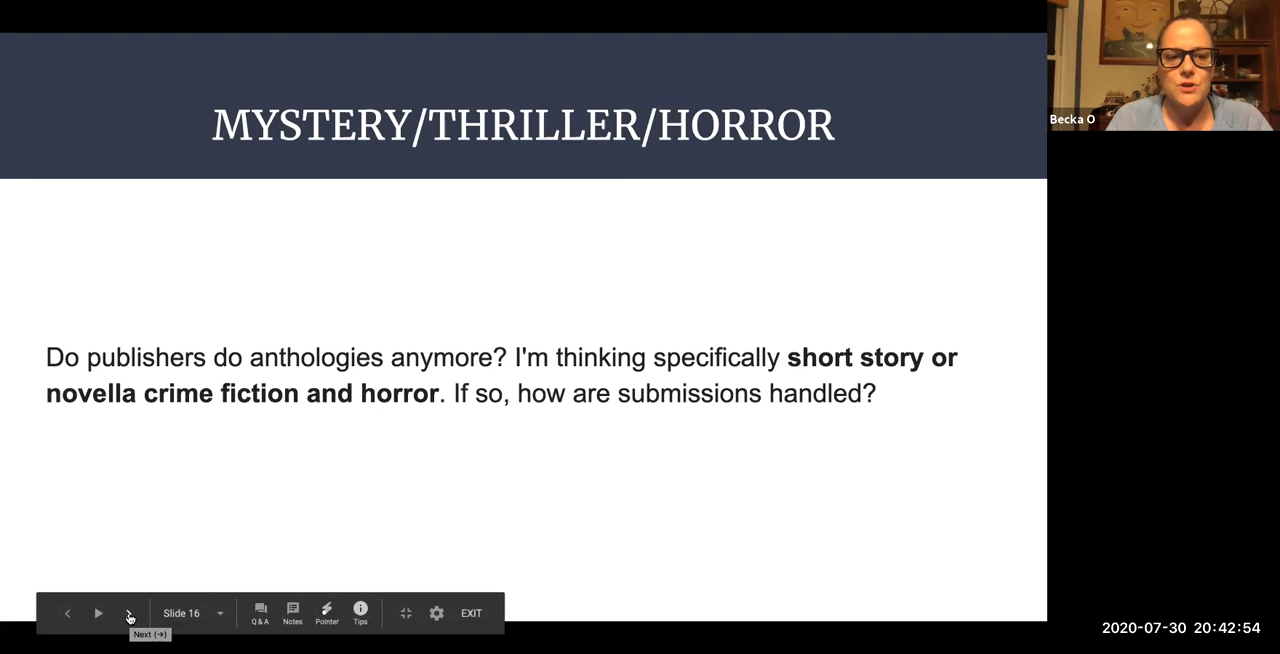 MYSTERY/THRILLER/HORROR
Becka O
Do publishers do anthologies anymore? I'm thinking specifically short story or
novella crime fiction and horror. If so, how are submissions handled?
Slide 16
Q & A
Notes
Pointer
Tips
EXIT
Next (→)
2020-07-30 20:42:54